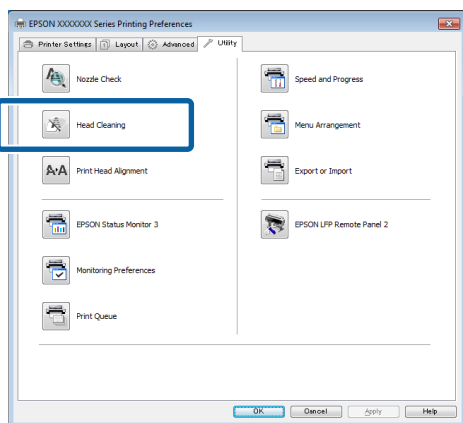 EPSON XXXXXXX Series Printing Preferences
Printer Settings Layout Advanced Utility
Nozzle Check Speed and Progress
Head Cleaning Menu Arrangement
A·A Print Head Alignment Export or Import
EPSON Status Monitor 3 EPSON LFP Remote Panel 2
Monitoring Preferences
Print Queue
OK Cancel Apply Help